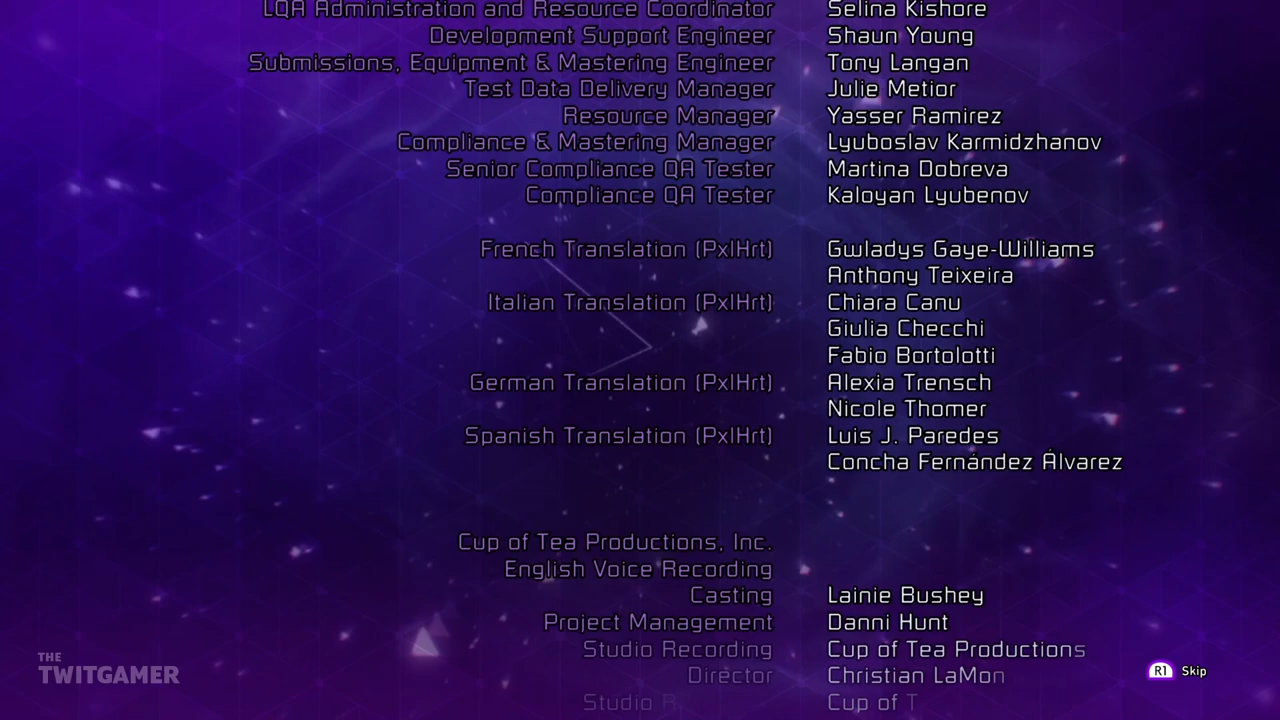 LQA Administration and Resource Coordinator Selina Kishore
Development Support Engineer Shaun Young
Submissions, Equipment & Mastering Engineer Tony Langan
Test Data Delivery Manager Julie Metior
Resource Manager Yasser Ramirez
Compliance & Mastering Manager Lyuboslav Karmidzhanov
Senior Compliance QA Tester Martina Dobreva
Compliance QA Tester Kaloyan Lyubenov
French Translation (PxlHrt) Gwladys Gaye-Williams
Anthony Teixeira
Italian Translation (PxlHrt) Chiara Canu
Giulia Checchi
Fabio Bortolotti
German Translation (PxlHrt) Alexia Trensch
Nicole Thomer
Spanish Translation (PxlHrt) Luis J. Paredes
Concha Fernández Álvarez
Cup of Tea Productions, Inc.
English Voice Recording
Casting Lainie Bushey
Project Management Danni Hunt
Studio Recording Cup of Tea Productions
Director Christian LaMon
Studio R Cup of T
THE
TWITGAMER
R1 Skip